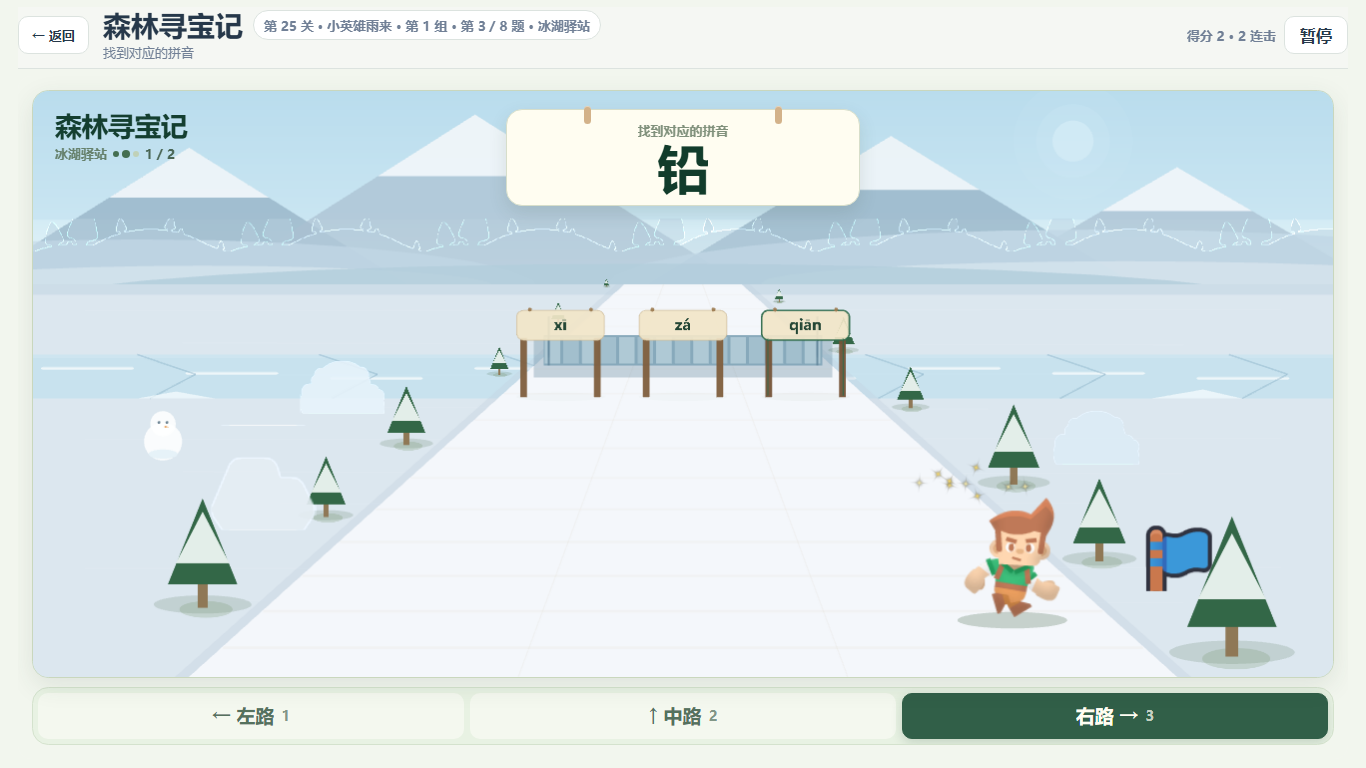 ← 返回
森林寻宝记
第 25 关 • 小英雄雨来 • 第 1 组 • 第 3 / 8 题 • 冰湖驿站
找到对应的拼音
得分 2 • 2 连击
暂停
森林寻宝记
冰湖驿站 1 / 2
找到对应的拼音
铅
xī zá qiān
← 左路 1
↑ 中路 2
右路 → 3